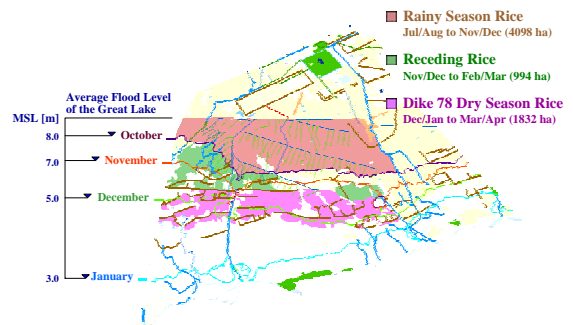 Rainy Season Rice
Jul/Aug to Nov/Dec (4098 ha)
Receding Rice
Nov/Dec to Feb/Mar (994 ha)
Dike 78 Dry Season Rice
Dec/Jan to Mar/Apr (1832 ha)
Average Flood Level
of the Great Lake
MSL [m]
8.0 October
7.0 November
5.0 December
3.0 January